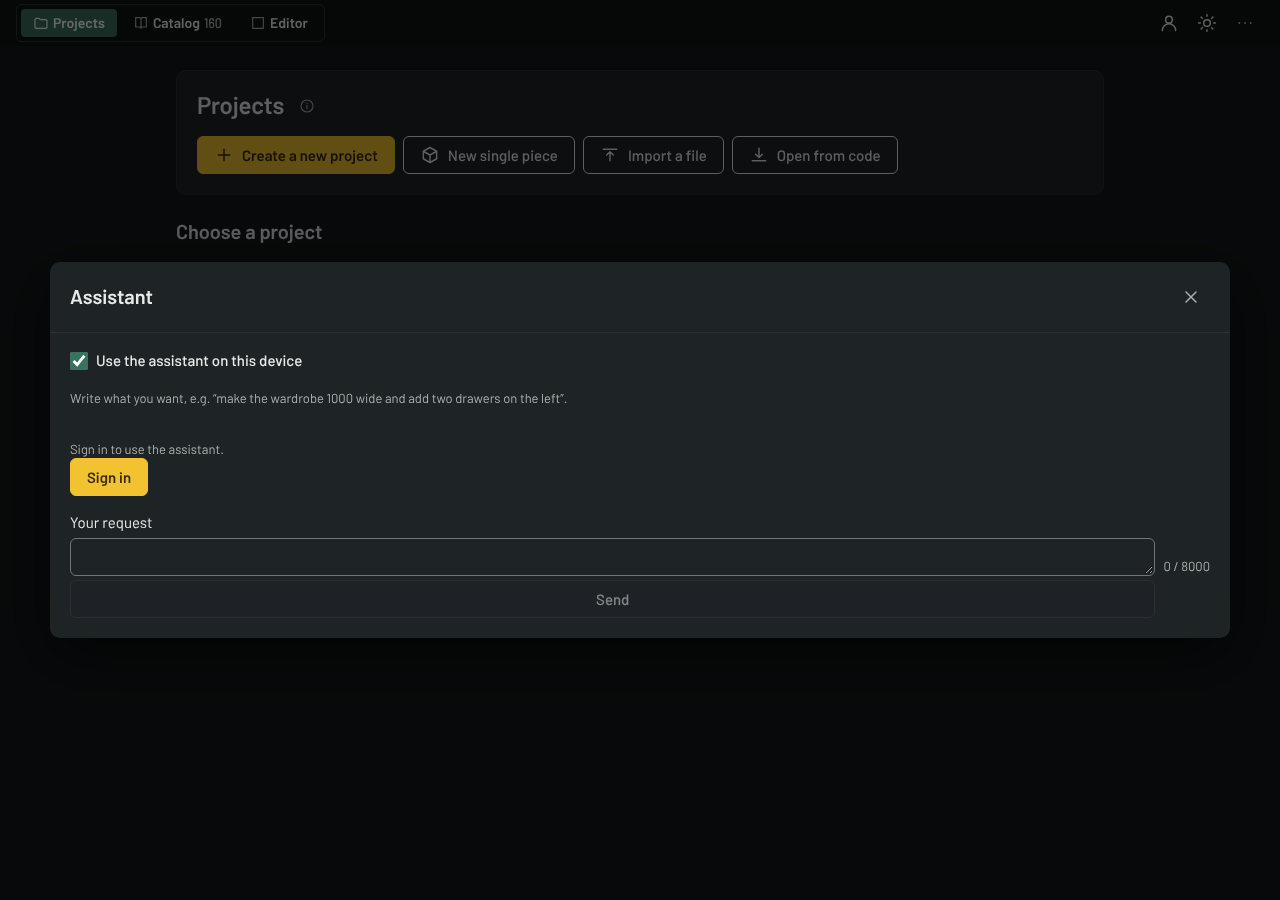 Projects
Catalog 160
Editor
Projects
Create a new project
New single piece
Import a file
Open from code
Choose a project
Assistant
Use the assistant on this device
Write what you want, e.g. “make the wardrobe 1000 wide and add two drawers on the left”.
Sign in to use the assistant.
Sign in
Your request
0 / 8000
Send